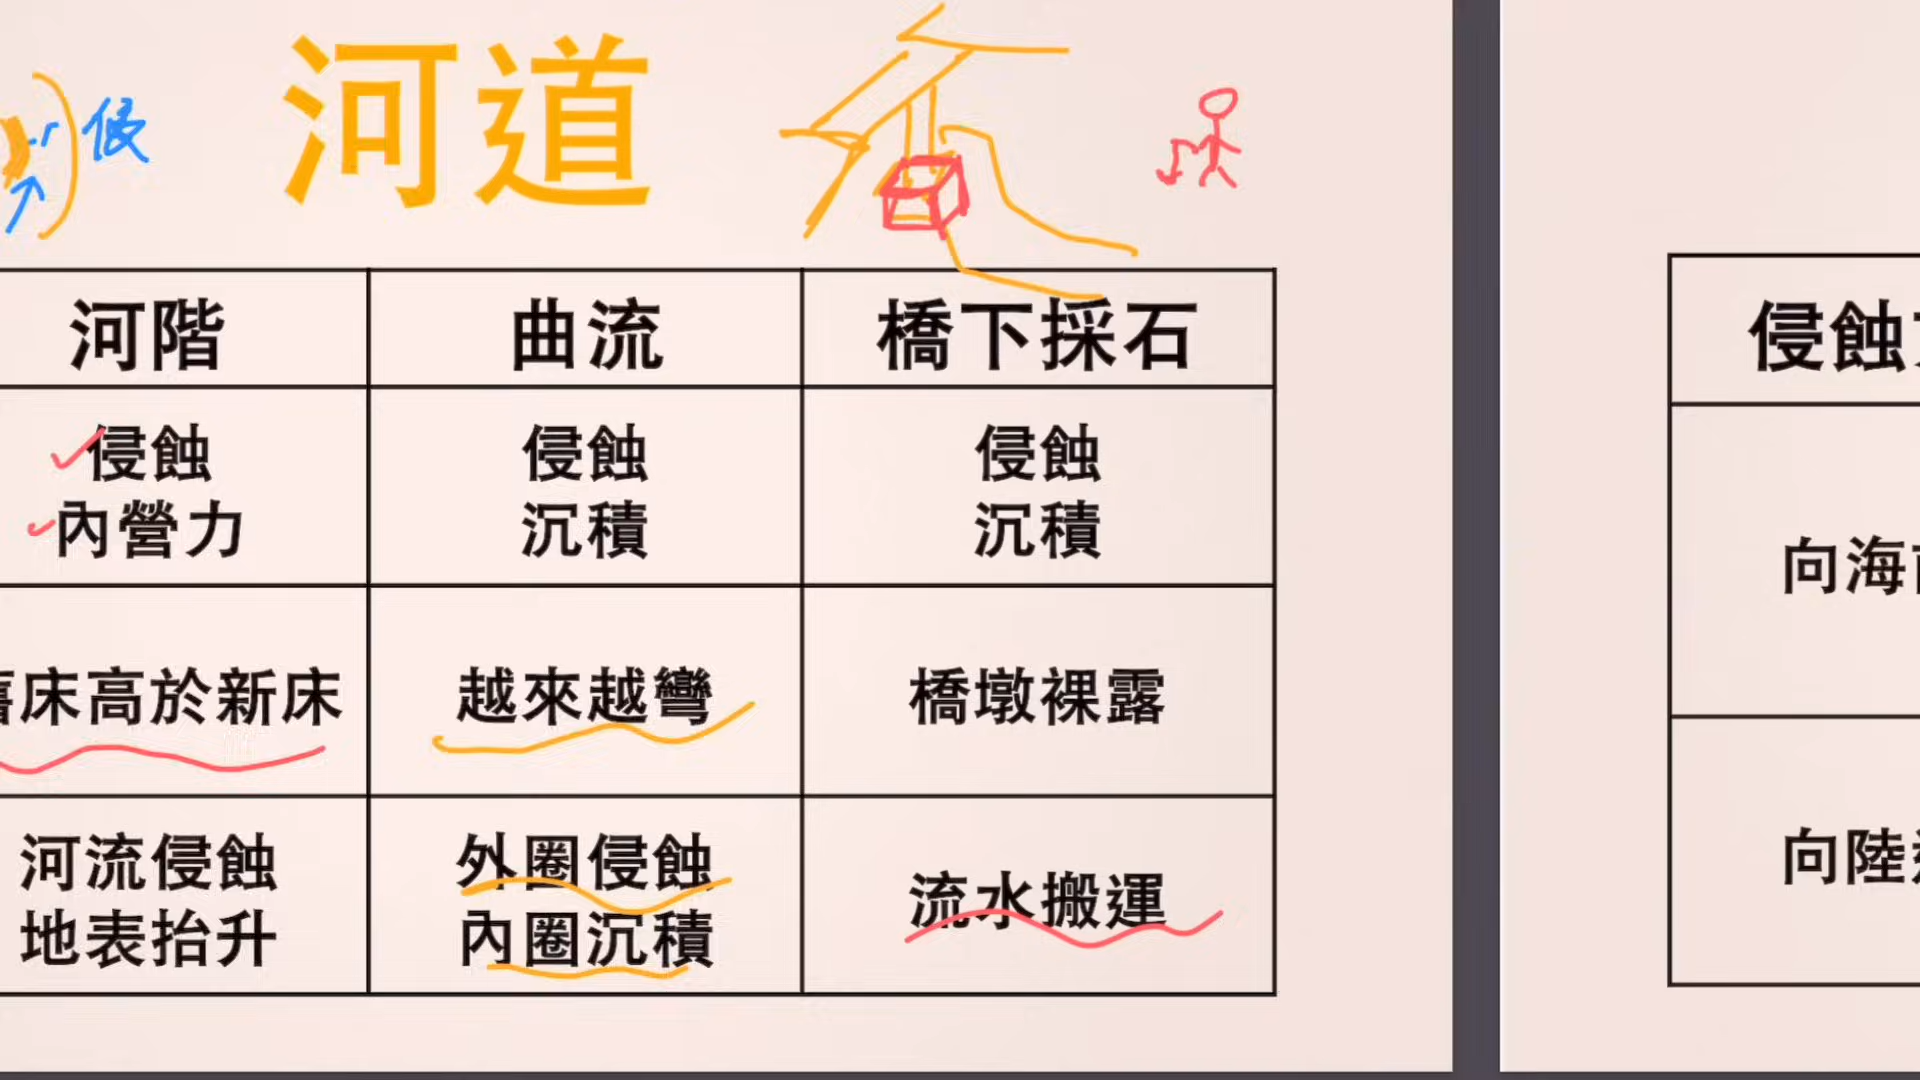 侵
河道
河階
曲流
橋下採石
侵蝕
內營力
侵蝕
沉積
侵蝕
沉積
床高於新床
越來越彎
橋墩裸露
河流侵蝕
地表抬升
外圈侵蝕
內圈沉積
流水搬運
侵蝕
向海
向陸